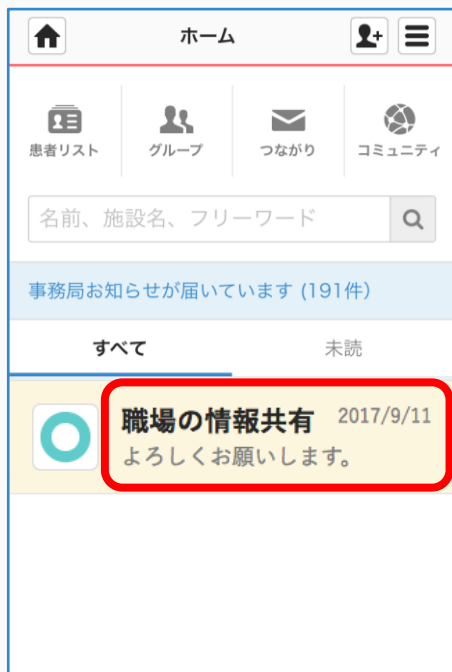 ホーム
患者リスト グループ つながり コミュニティ
名前、施設名、フリーワード
事務局お知らせが届いています (191件)
すべて 未読
職場の情報共有 2017/9/11
よろしくお願いします。